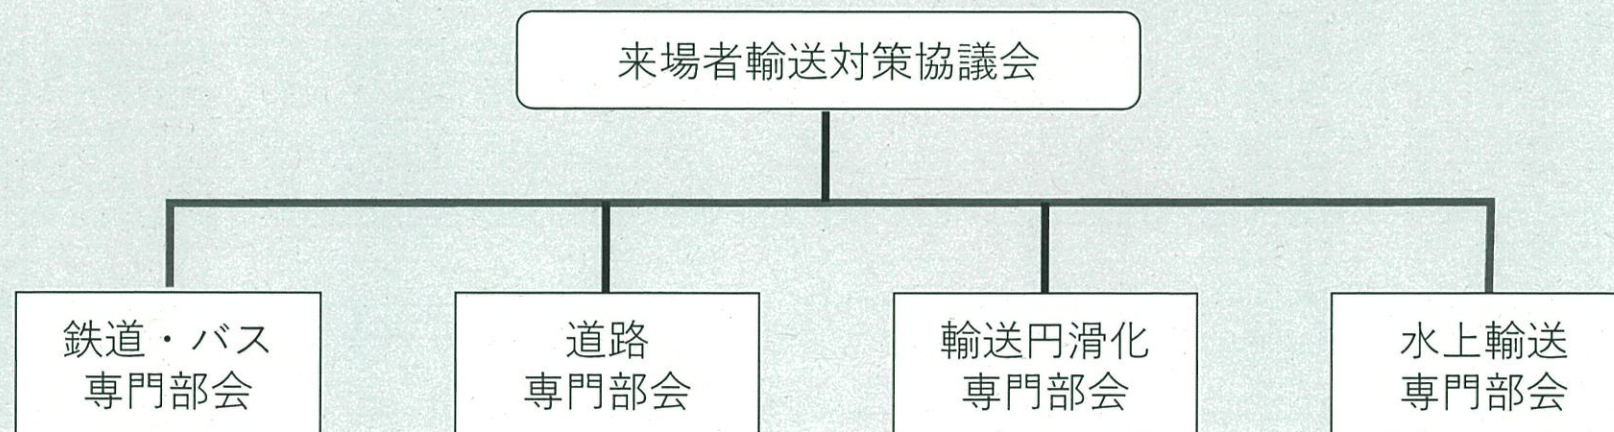 来場者輸送対策協議会
鉄道・バス
専門部会
道路
専門部会
輸送円滑化
専門部会
水上輸送
専門部会